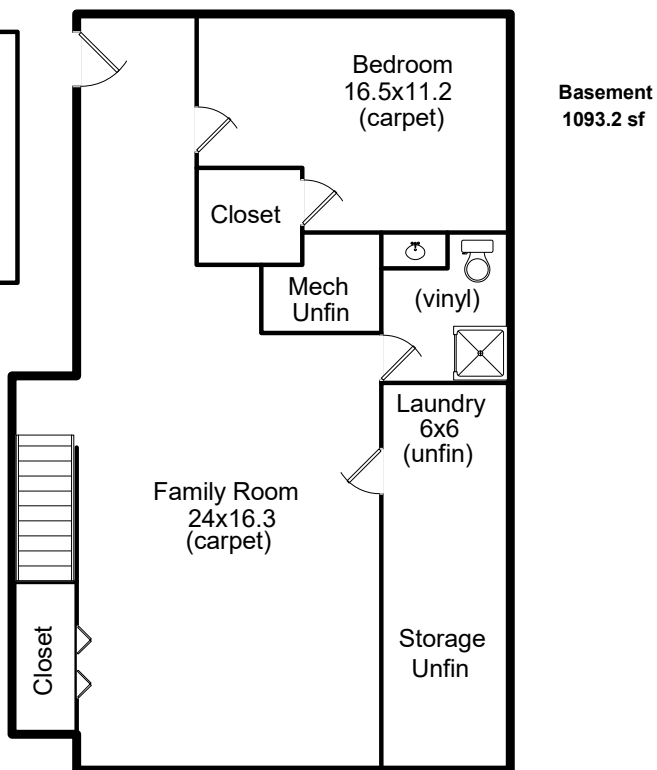 Bedroom
16.5x11.2
(carpet)
Basement
1093.2 sf
Closet
Mech
Unfin
(vinyl)
Laundry
6x6
(unfin)
Family Room
24x16.3
(carpet)
Closet
Storage
Unfin